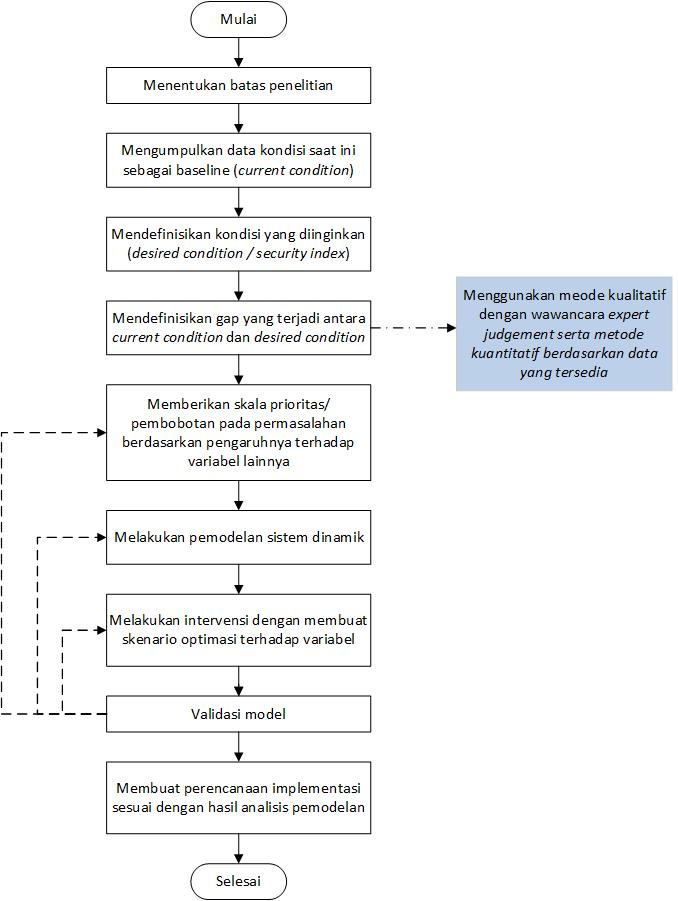 Mulai
Menentukan batas penelitian
Mengumpulkan data kondisi saat ini
sebagai baseline (current condition)
Mendefinisikan kondisi yang diinginkan
(desired condition / security index)
Mendefinisikan gap yang terjadi antara
current condition dan desired condition
Menggunakan meode kualitatif
dengan wawancara expert
judgement serta metode
kuantitatif berdasarkan data
yang tersedia
Memberikan skala prioritas/
pembobotan pada permasalahan
berdasarkan pengaruhnya terhadap
variabel lainnya
Melakukan pemodelan sistem dinamik
Melakukan intervensi dengan membuat
skenario optimasi terhadap variabel
Validasi model
Membuat perencanaan implementasi
sesuai dengan hasil analisis pemodelan
Selesai